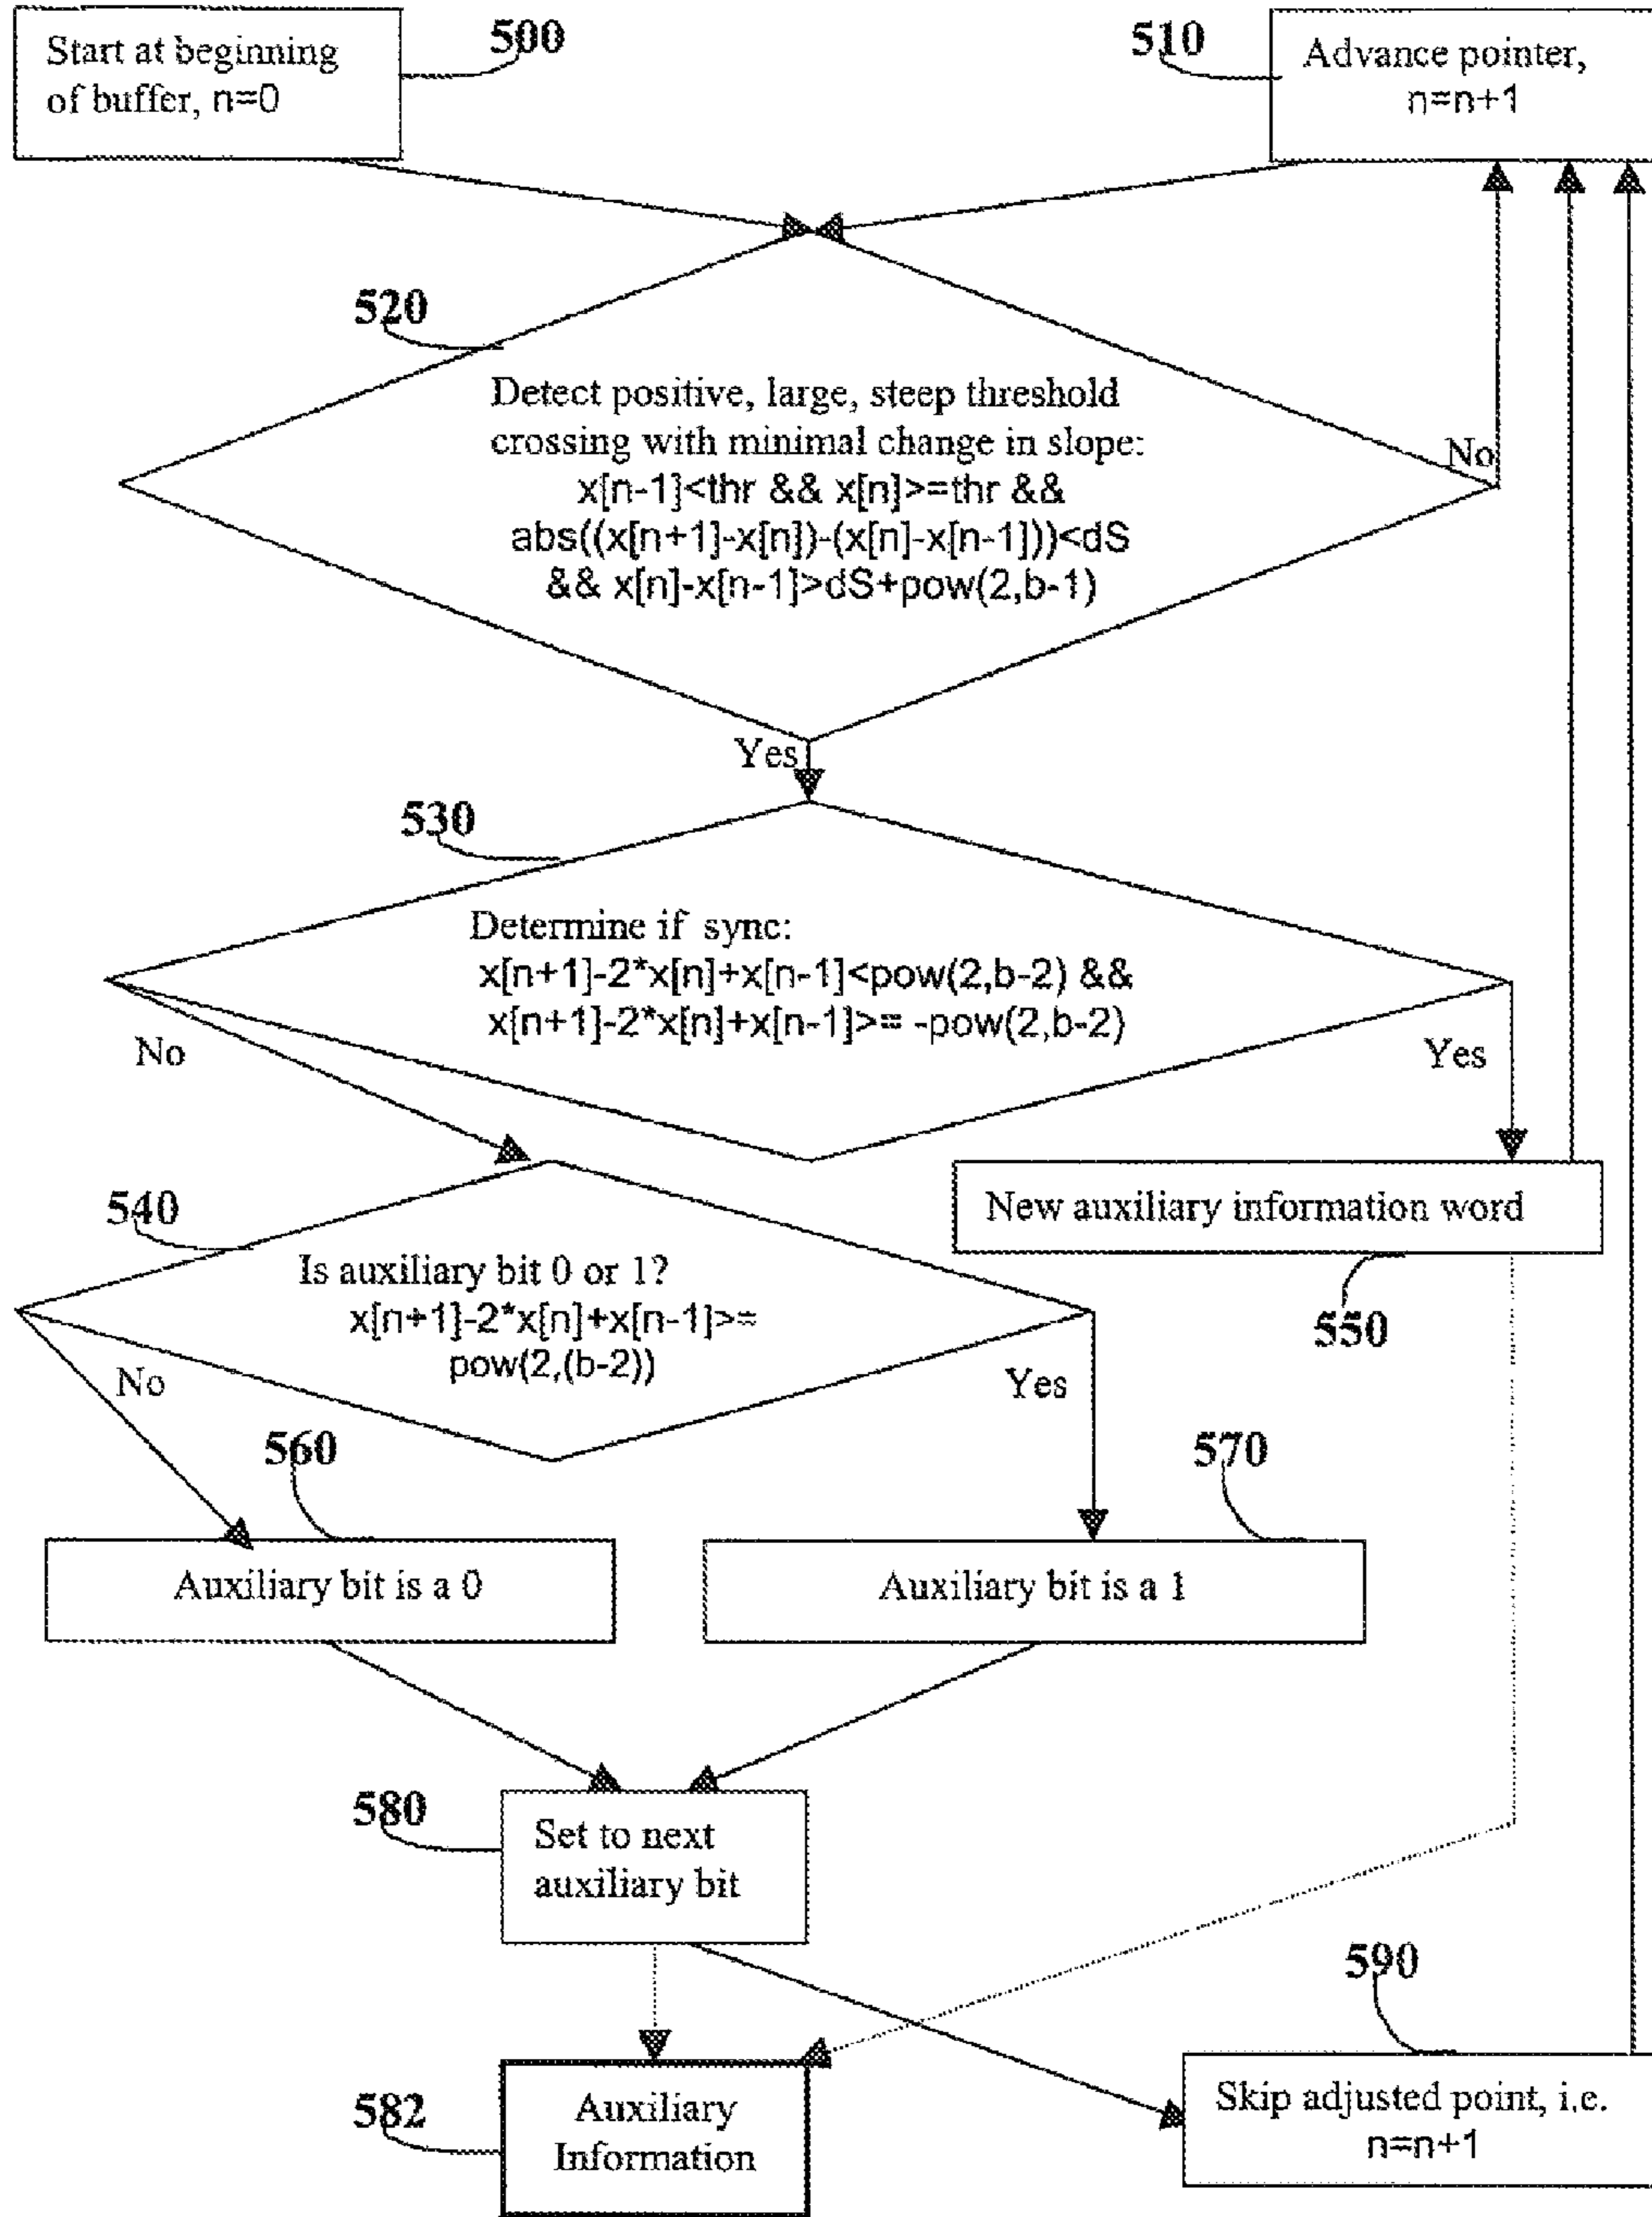 500
Start at beginning
of buffer, n=0
510
Advance pointer,
n=n+1
520
Detect positive, large, steep threshold
crossing with minimal change in slope:
x[n-1]<thr && x[n]>=thr &&
abs((x[n+1]-x[n])-(x[n]-x[n-1]))<dS
&& x[n]-x[n-1]>dS+pow(2,b-1)
No
Yes
530
Determine if sync:
x[n+1]-2*x[n]+x[n-1]<pow(2,b-2) &&
x[n+1]-2*x[n]+x[n-1]>= -pow(2,b-2)
No
Yes
540
Is auxiliary bit 0 or 1?
x[n+1]-2*x[n]+x[n-1]>=
pow(2,(b-2))
New auxiliary information word
550
No
Yes
560
570
Auxiliary bit is a 0
Auxiliary bit is a 1
580
Set to next
auxiliary bit
590
582
Auxiliary
Information
Skip adjusted point, i.e.
n=n+1